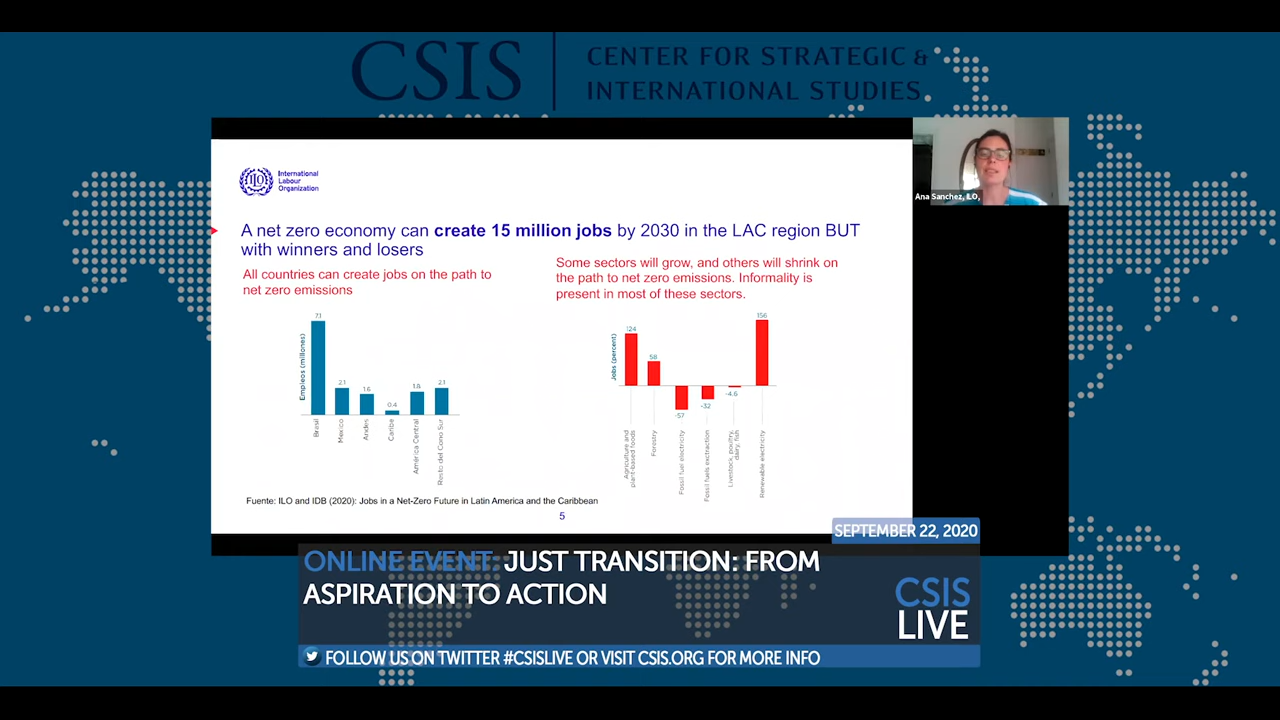 CSIS
CENTER FOR STRATEGIC &
INTERNATIONAL STUDIES
ILO
International
Labour
Organization
A net zero economy can create 15 million jobs by 2030 in the LAC region BUT
with winners and losers
All countries can create jobs on the path to
net zero emissions
Empleos (millones)
7.1
2.1
1.6
0.4
1.8
2.1
Brasil
Mexico
Andes
Caribe
América Central
Resto del Cono Sur
Some sectors will grow, and others will shrink on
the path to net zero emissions. Informality is
present in most of these sectors.
Jobs (percent)
124
58
-57
-32
-4.6
156
Agriculture and
plant-based foods
Forestry
Fossil fuel electricity
Fossil fuels exctraction
Livestock, poultry,
dairy, fish
Renewable electricity
Fuente: ILO and IDB (2020): Jobs in a Net-Zero Future in Latin America and the Caribbean
5
Ana Sanchez, ILO,
SEPTEMBER 22, 2020
ONLINE EVENT: JUST TRANSITION: FROM
ASPIRATION TO ACTION
CSIS
LIVE
FOLLOW US ON TWITTER #CSISLIVE OR VISIT CSIS.ORG FOR MORE INFO